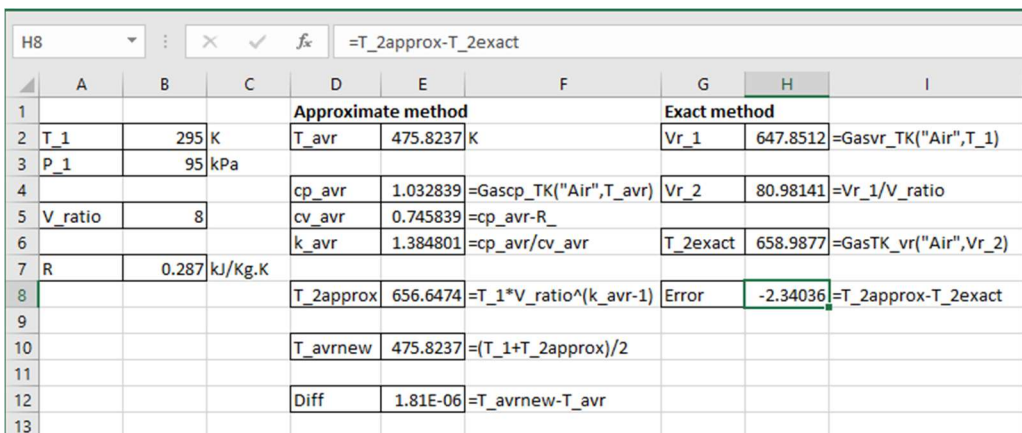 H8 fx =T_2approx-T_2exact
A B C D E F G H I
1 Approximate method Exact method
2 T_1 295 K T_avr 475.8237 K Vr_1 647.8512 =Gasvr_TK("Air",T_1)
3 P_1 95 kPa
4 cp_avr 1.032839 =Gascp_TK("Air",T_avr) Vr_2 80.98141 =Vr_1/V_ratio
5 V_ratio 8 cv_avr 0.745839 =cp_avr-R_
6 k_avr 1.384801 =cp_avr/cv_avr T_2exact 658.9877 =GasTK_vr("Air",Vr_2)
7 R 0.287 kJ/Kg.K
8 T_2approx 656.6474 =T_1*V_ratio^(k_avr-1) Error -2.34036 =T_2approx-T_2exact
9
10 T_avrnew 475.8237 =(T_1+T_2approx)/2
11
12 Diff 1.81E-06 =T_avrnew-T_avr
13